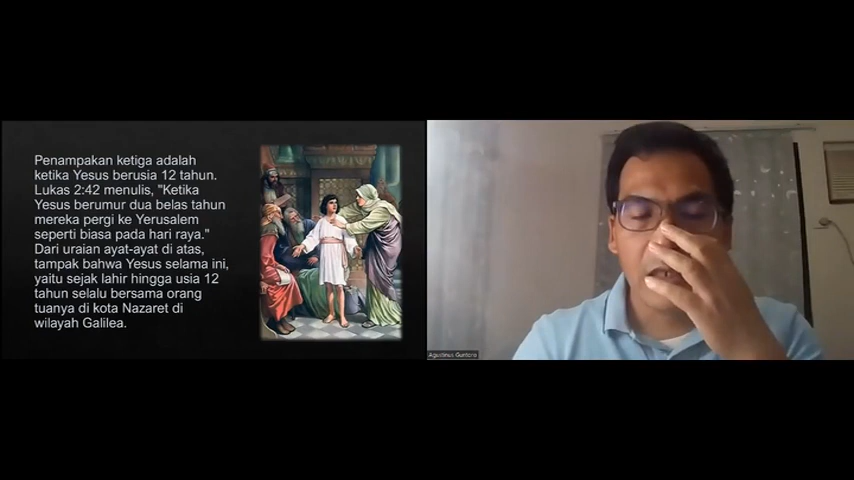 Penampakan ketiga adalah
ketika Yesus berusia 12 tahun.
Lukas 2:42 menulis, "Ketika
Yesus berumur dua belas tahun
mereka pergi ke Yerusalem
seperti biasa pada hari raya."
Dari uraian ayat-ayat di atas,
tampak bahwa Yesus selama ini,
yaitu sejak lahir hingga usia 12
tahun selalu bersama orang
tuanya di kota Nazaret di
wilayah Galilea.
Agustinus Guntoro